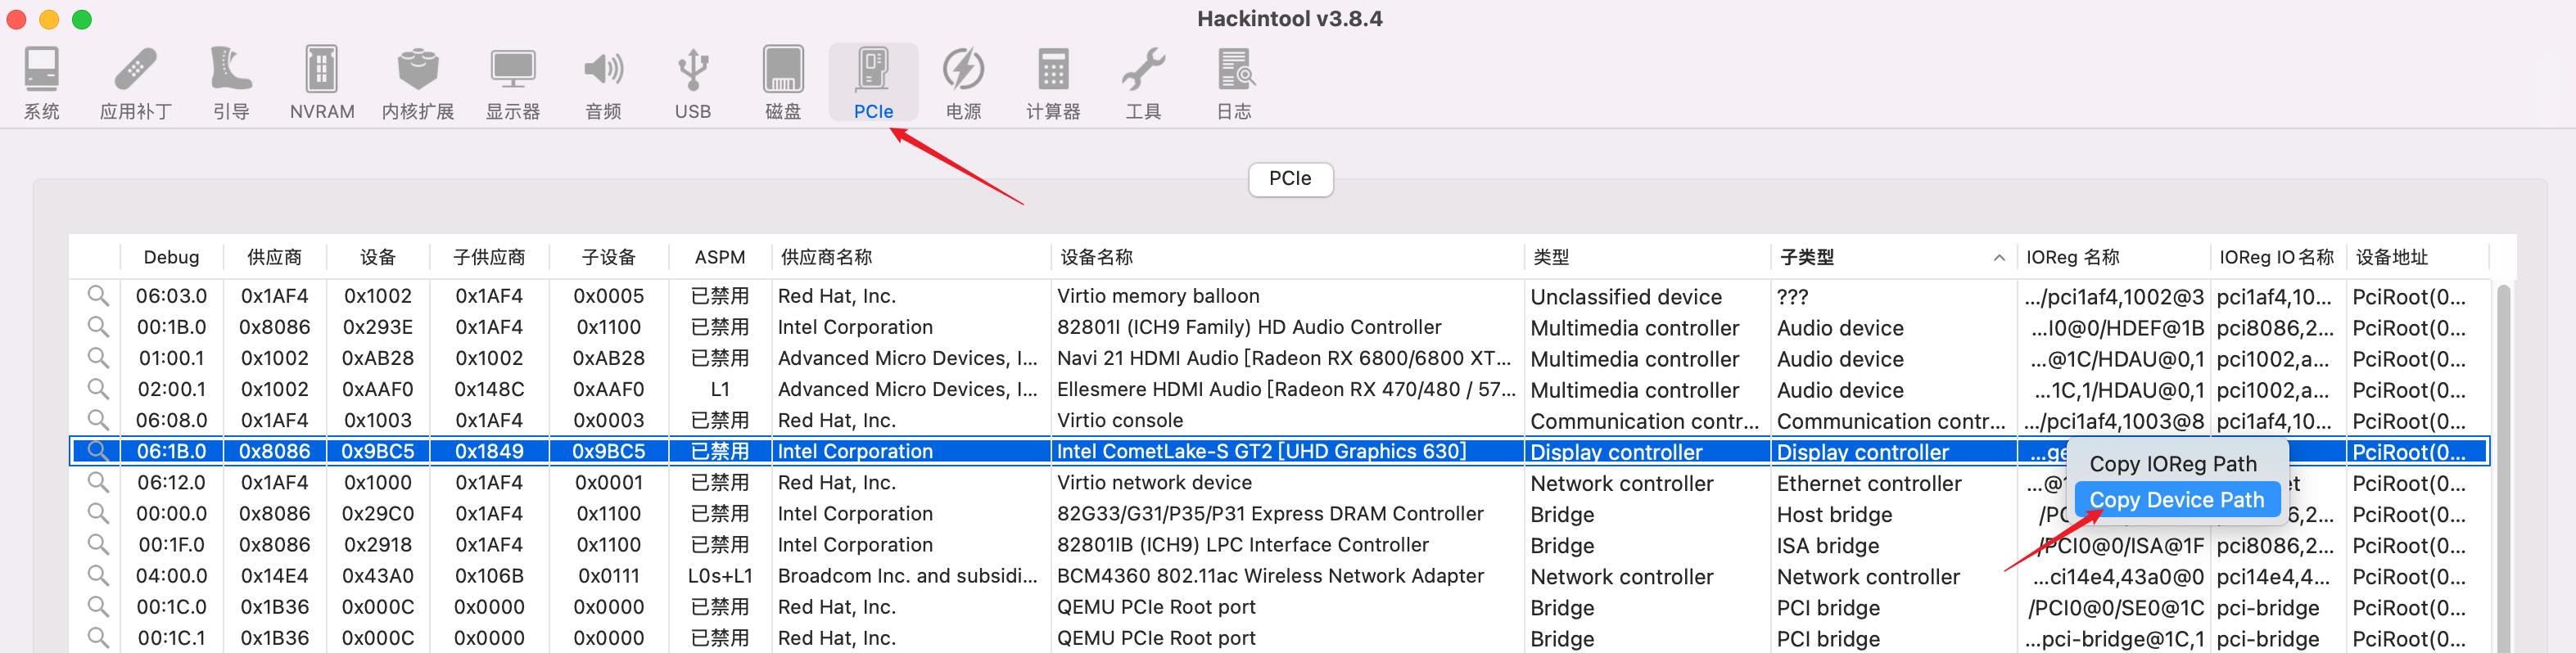 Hackintool v3.8.4
系统 应用补丁 引导 NVRAM 内核扩展 显示器 音频 USB 磁盘 PCIe 电源 计算器 工具 日志
PCIe
Debug 供应商 设备 子供应商 子设备 ASPM 供应商名称 设备名称 类型 子类型 IOReg 名称 IOReg IO 名称 设备地址
06:03.0 0x1AF4 0x1002 0x1AF4 0x0005 已禁用 Red Hat, Inc. Virtio memory balloon Unclassified device ??? .../pci1af4,1002@3 pci1af4,10... PciRoot(0...
00:1B.0 0x8086 0x293E 0x1AF4 0x1100 已禁用 Intel Corporation 82801I (ICH9 Family) HD Audio Controller Multimedia controller Audio device ...I0@0/HDEF@1B pci8086,2... PciRoot(0...
01:00.1 0x1002 0xAB28 0x1002 0xAB28 已禁用 Advanced Micro Devices, I... Navi 21 HDMI Audio [Radeon RX 6800/6800 XT... Multimedia controller Audio device ...@1C/HDAU@0,1 pci1002,a... PciRoot(0...
02:00.1 0x1002 0xAAF0 0x148C 0xAAF0 L1 Advanced Micro Devices, I... Ellesmere HDMI Audio [Radeon RX 470/480 / 57... Multimedia controller Audio device ...1C,1/HDAU@0,1 pci1002,a... PciRoot(0...
06:08.0 0x1AF4 0x1003 0x1AF4 0x0003 已禁用 Red Hat, Inc. Virtio console Communication contr... Communication contr... .../pci1af4,1003@8 pci1af4,10... PciRoot(0...
06:1B.0 0x8086 0x9BC5 0x1849 0x9BC5 已禁用 Intel Corporation Intel CometLake-S GT2 [UHD Graphics 630] Display controller Display controller ...ge PciRoot(0...
Copy IOReg Path
06:12.0 0x1AF4 0x1000 0x1AF4 0x0001 已禁用 Red Hat, Inc. Virtio network device Network controller Ethernet controller ...@1 et PciRoot(0...
Copy Device Path
00:00.0 0x8086 0x29C0 0x1AF4 0x1100 已禁用 Intel Corporation 82G33/G31/P35/P31 Express DRAM Controller Bridge Host bridge /PC 6,2... PciRoot(0...
00:1F.0 0x8086 0x2918 0x1AF4 0x1100 已禁用 Intel Corporation 82801IB (ICH9) LPC Interface Controller Bridge ISA bridge /PCI0@0/ISA@1F pci8086,2... PciRoot(0...
04:00.0 0x14E4 0x43A0 0x106B 0x0111 L0s+L1 Broadcom Inc. and subsidi... BCM4360 802.11ac Wireless Network Adapter Network controller Network controller ...ci14e4,43a0@0 pci14e4,4... PciRoot(0...
00:1C.0 0x1B36 0x000C 0x0000 0x0000 已禁用 Red Hat, Inc. QEMU PCIe Root port Bridge PCI bridge /PCI0@0/SE0@1C pci-bridge PciRoot(0...
00:1C.1 0x1B36 0x000C 0x0000 0x0000 已禁用 Red Hat, Inc. QEMU PCIe Root port Bridge PCI bridge ...pci-bridge@1C,1 pci-bridge PciRoot(0...